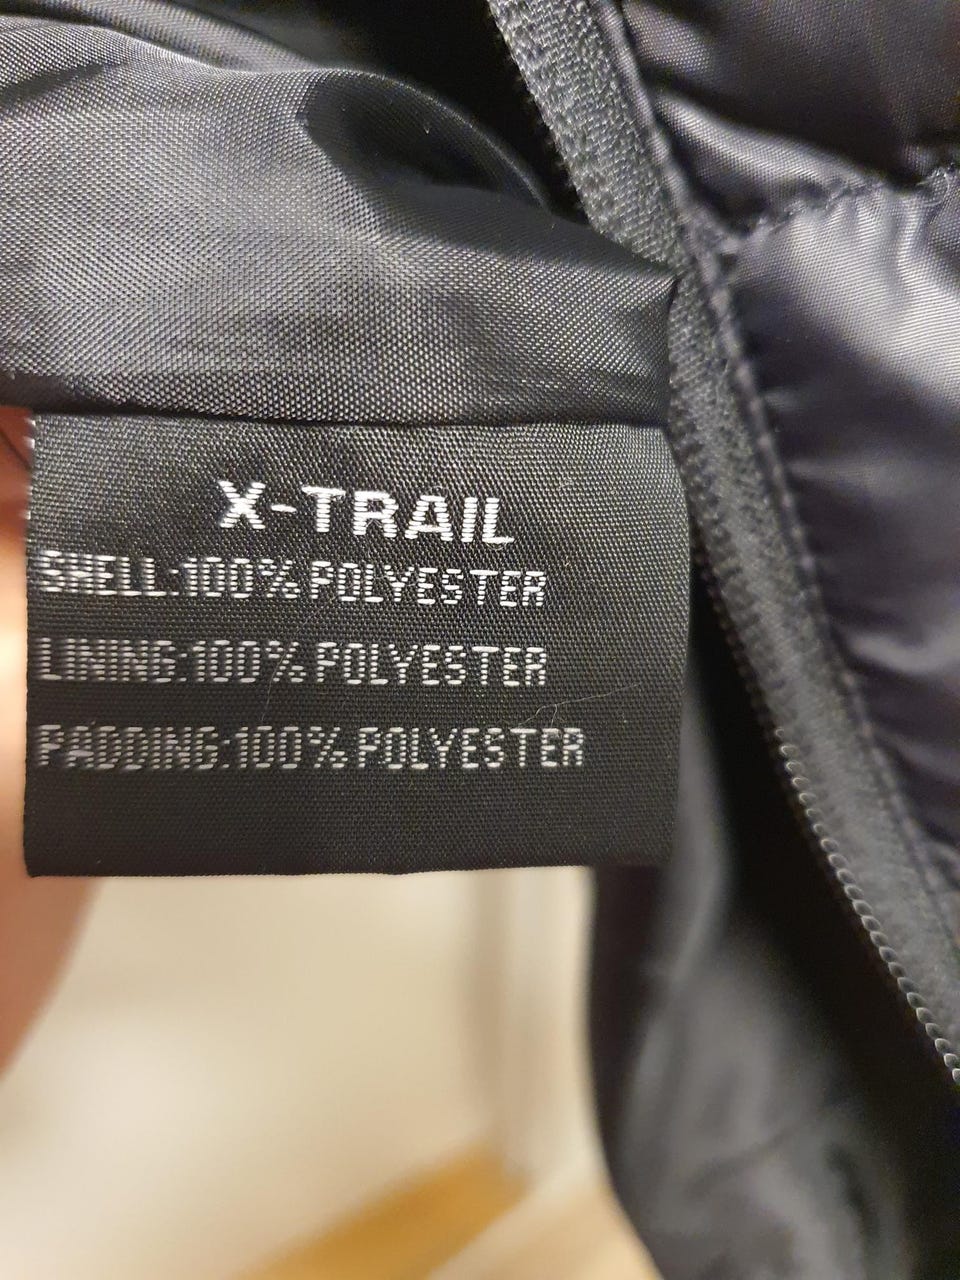 X-TRAIL
SHELL:100% POLYESTER
LINING:100% POLYESTER
PADDING:100% POLYESTER